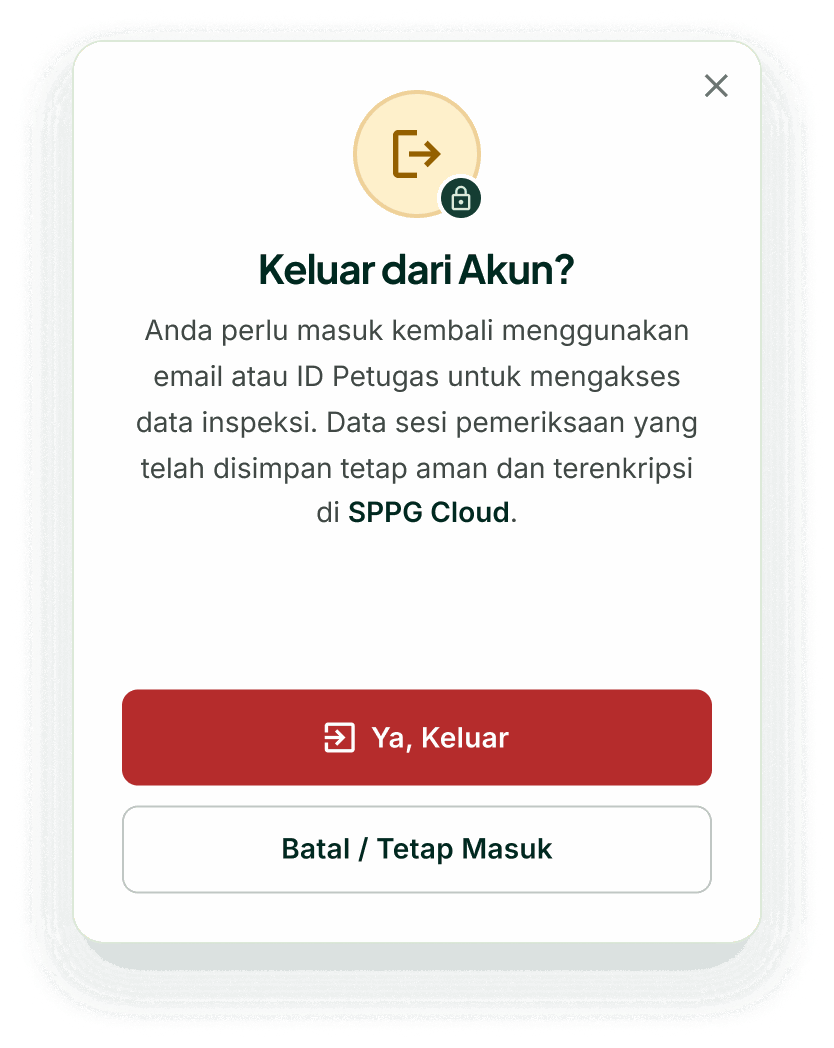 Keluar dari Akun?
Anda perlu masuk kembali menggunakan
email atau ID Petugas untuk mengakses
data inspeksi. Data sesi pemeriksaan yang
telah disimpan tetap aman dan terenkripsi
di SPPG Cloud.
Ya, Keluar
Batal / Tetap Masuk